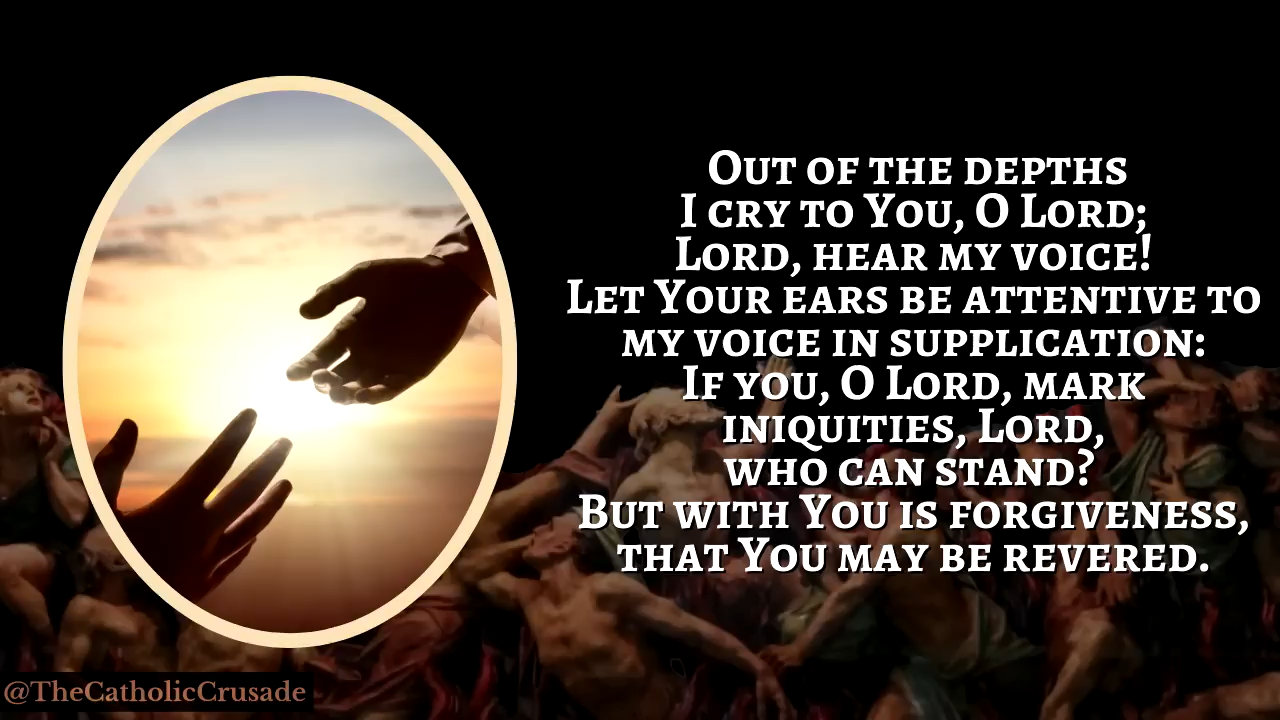 Out of the depths
I cry to You, O Lord;
Lord, hear my voice!
Let Your ears be attentive to
my voice in supplication:
If you, O Lord, mark
iniquities, Lord,
who can stand?
But with You is forgiveness,
that You may be revered.
@TheCatholicCrusade